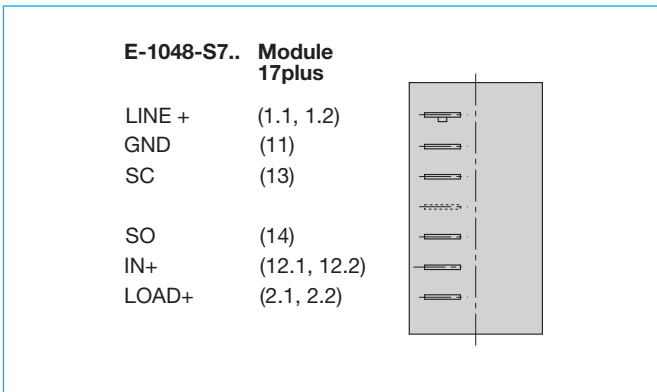 E-1048-S7.. Module
17plus
LINE + (1.1, 1.2)
GND (11)
SC (13)
SO (14)
IN+ (12.1, 12.2)
LOAD+ (2.1, 2.2)